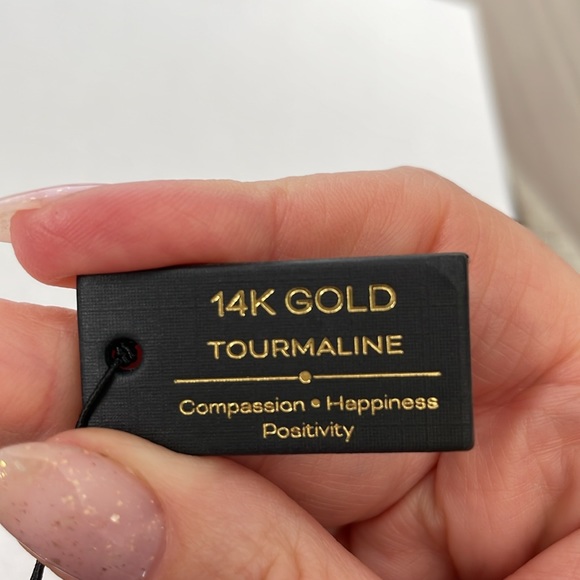 14K GOLD
TOURMALINE
Compassion • Happiness
Positivity